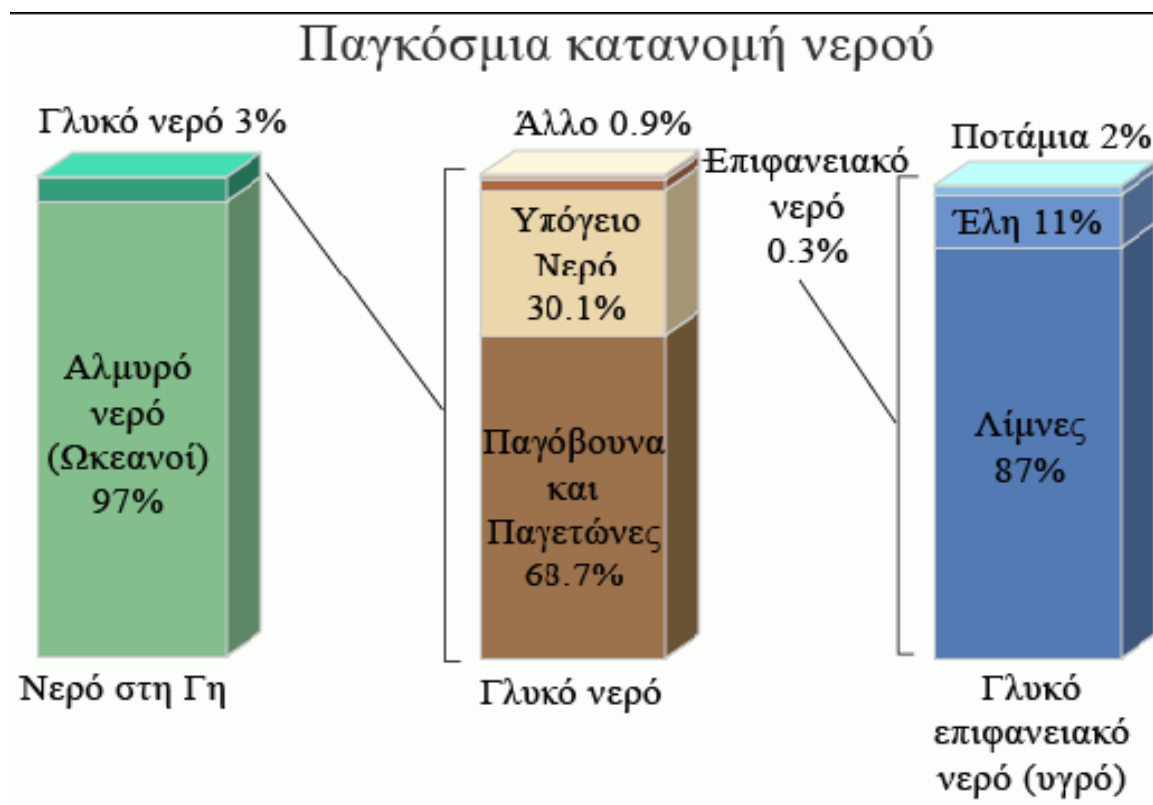 Παγκόσμια κατανομή νερού
Γλυκό νερό 3%
Αλμυρό
νερό
(Ωκεανοί)
97%
Νερό στη Γη
Άλλο 0.9%
Επιφανειακό
νερό
0.3%
Υπόγειο
Νερό
30.1%
Παγόβουνα
και
Παγετώνες
68.7%
Γλυκό νερό
Ποτάμια 2%
Έλη 11%
Λίμνες
87%
Γλυκό
επιφανειακό
νερό (υγρό)